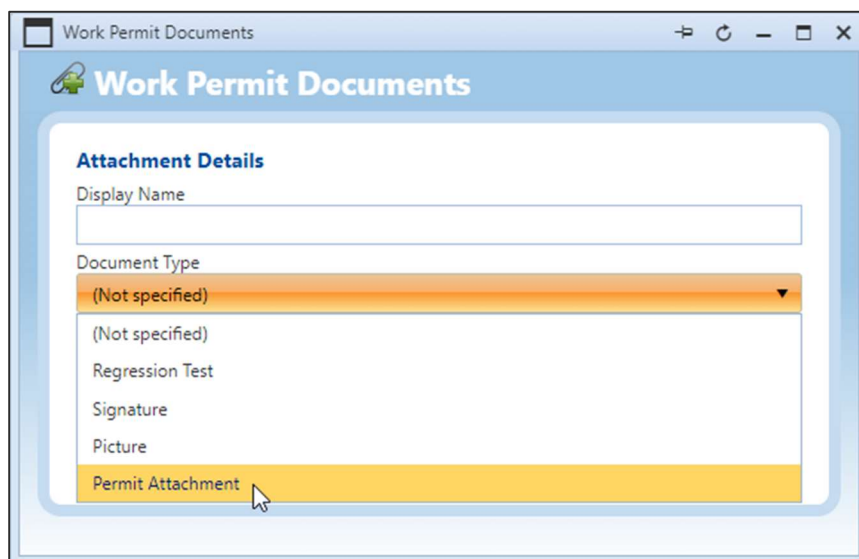 Work Permit Documents
Work Permit Documents
Attachment Details
Display Name
Document Type
(Not specified)
(Not specified)
Regression Test
Signature
Picture
Permit Attachment